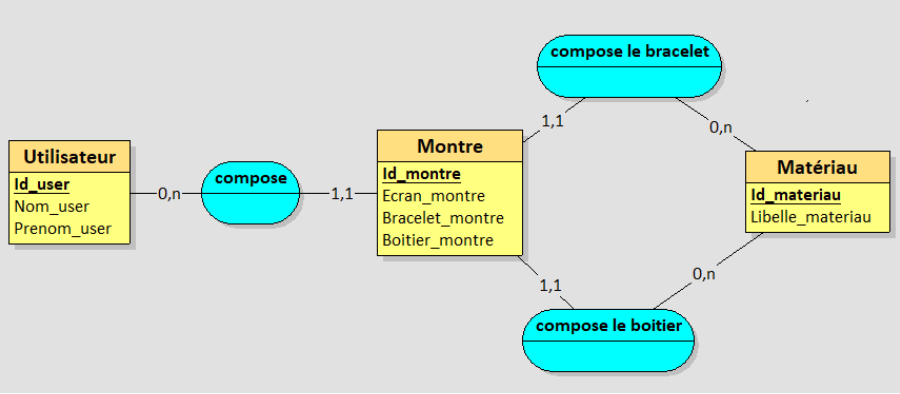 compose le bracelet
1,1
0,n
Utilisateur
Id_user
Nom_user
Prenom_user
0,n
compose
1,1
Montre
Id_montre
Ecran_montre
Bracelet_montre
Boitier_montre
Matériau
Id_materiau
Libelle_materiau
1,1
0,n
compose le boitier